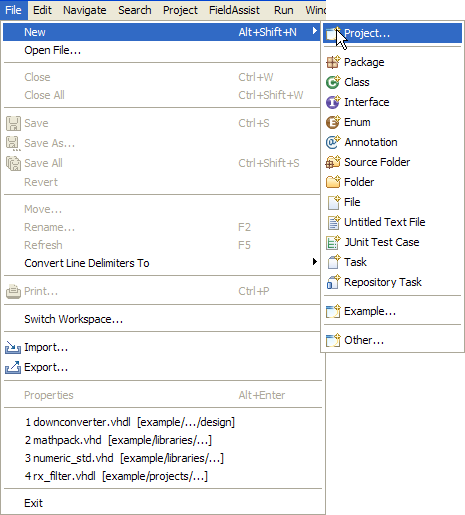 File Edit Navigate Search Project FieldAssist Run Wind
New Alt+Shift+N
Open File...
Close Ctrl+W
Close All Ctrl+Shift+W
Save Ctrl+S
Save As...
Save All Ctrl+Shift+S
Revert
Move...
Rename... F2
Refresh F5
Convert Line Delimiters To
Print... Ctrl+P
Switch Workspace...
Import...
Export...
Properties Alt+Enter
1 downconverter.vhdl [example/.../design]
2 mathpack.vhd [example/libraries/...]
3 numeric_std.vhd [example/libraries/...]
4 rx_filter.vhdl [example/projects/...]
Exit
Project...
Package
Class
Interface
Enum
Annotation
Source Folder
Folder
File
Untitled Text File
JUnit Test Case
Task
Repository Task
Example...
Other...